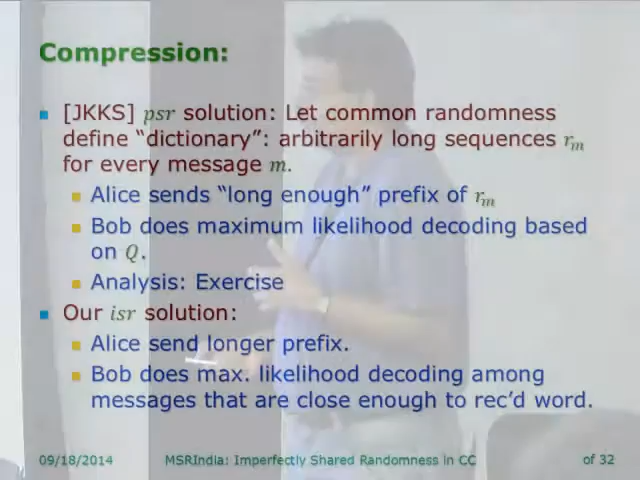 Compression:
[JKKS] psr solution: Let common randomness
define “dictionary”: arbitrarily long sequences rₘ
for every message m.
Alice sends “long enough” prefix of rₘ
Bob does maximum likelihood decoding based
on Q.
Analysis: Exercise
Our isr solution:
Alice send longer prefix.
Bob does max. likelihood decoding among
messages that are close enough to rec’d word.
09/18/2014 MSRIndia: Imperfectly Shared Randomness in CC of 32